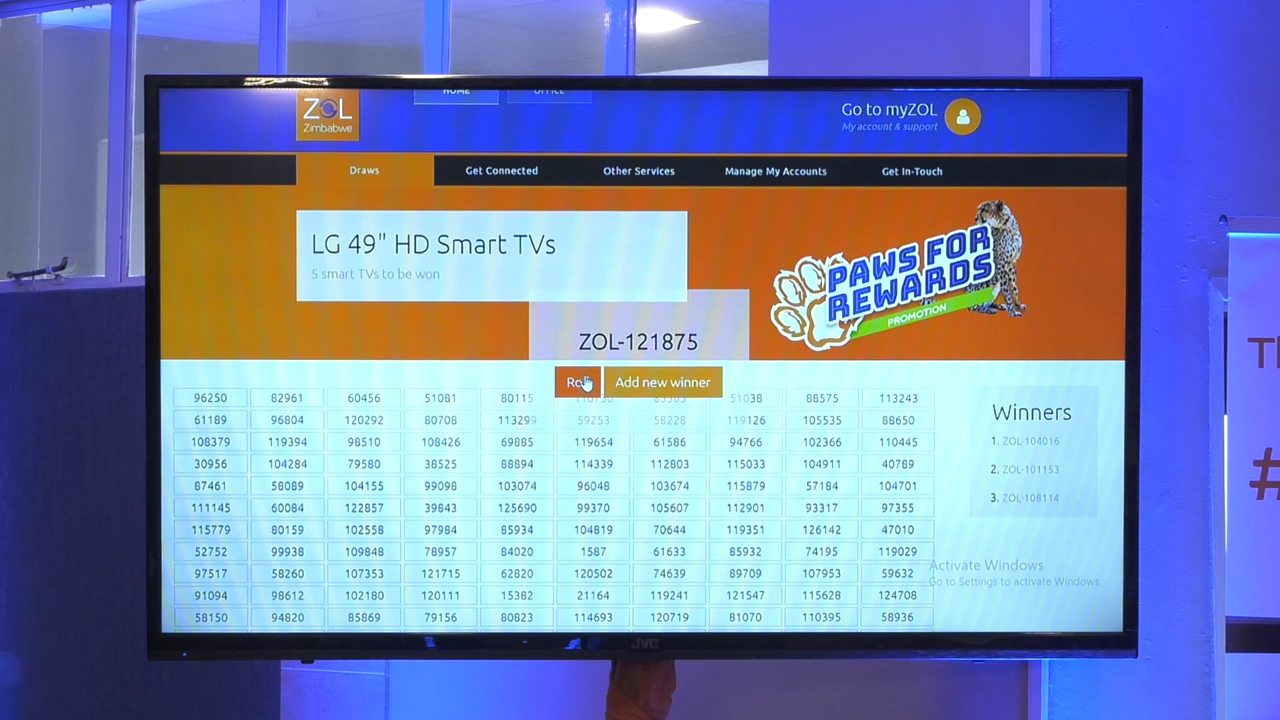 HOME OFFICE
ZOL
Zimbabwe
Go to myZOL
My account & support
Draws Get Connected Other Services Manage My Accounts Get In-Touch
LG 49" HD Smart TVs
5 smart TVs to be won
PAWS FOR
REWARDS
PROMOTION
ZOL-121875
Roll Add new winner
96250 82961 60456 51081 80115 110730 51038 88575 113243
61189 96804 120292 80708 113299 59253 58228 119126 105535 88650
108379 119394 98510 108426 69885 119654 61586 94766 102366 110445
30956 104284 79580 38525 88894 114339 112803 115033 104911 40789
87461 58089 104155 99098 103074 96048 103674 115879 57184 104701
111145 60084 122857 39843 125690 99370 105607 112901 93317 97355
115779 80159 102558 97984 85934 104819 70644 119351 126142 47010
52752 99938 109848 78957 84020 1587 61633 85932 74195 119029
97517 58260 107353 121715 62820 120502 74639 89709 107953 59632
91094 98612 102180 120111 15382 21164 119241 121547 115628 124708
58150 94820 85869 79156 80823 114693 120719 81070 110395 58936
Winners
1. ZOL-104016
2. ZOL-101153
3. ZOL-108114
Activate Windows
Go to Settings to activate Windows.
JVC
#